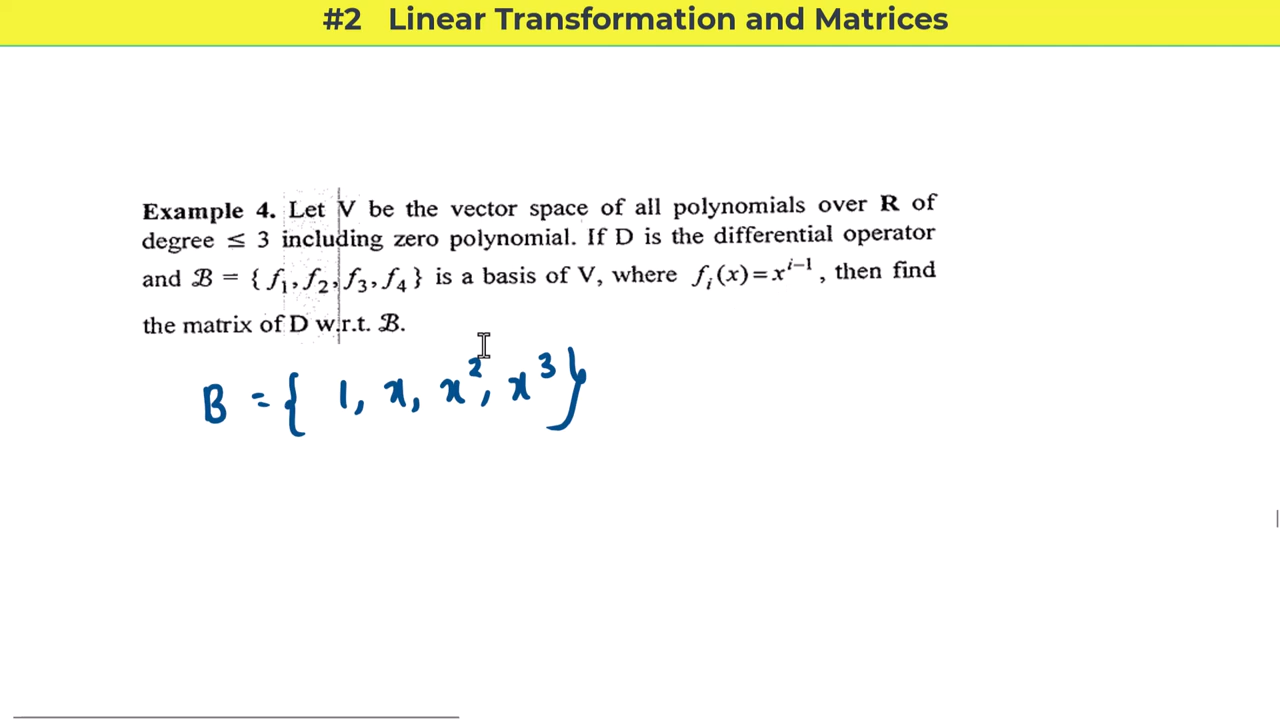 #2 Linear Transformation and Matrices
Example 4. Let V be the vector space of all polynomials over R of
degree ≤ 3 including zero polynomial. If D is the differential operator
and ℬ = { f₁, f₂, f₃, f₄ } is a basis of V, where fᵢ(x)=xⁱ⁻¹, then find
the matrix of D w.r.t. ℬ.
B = { 1, x, x², x³ }